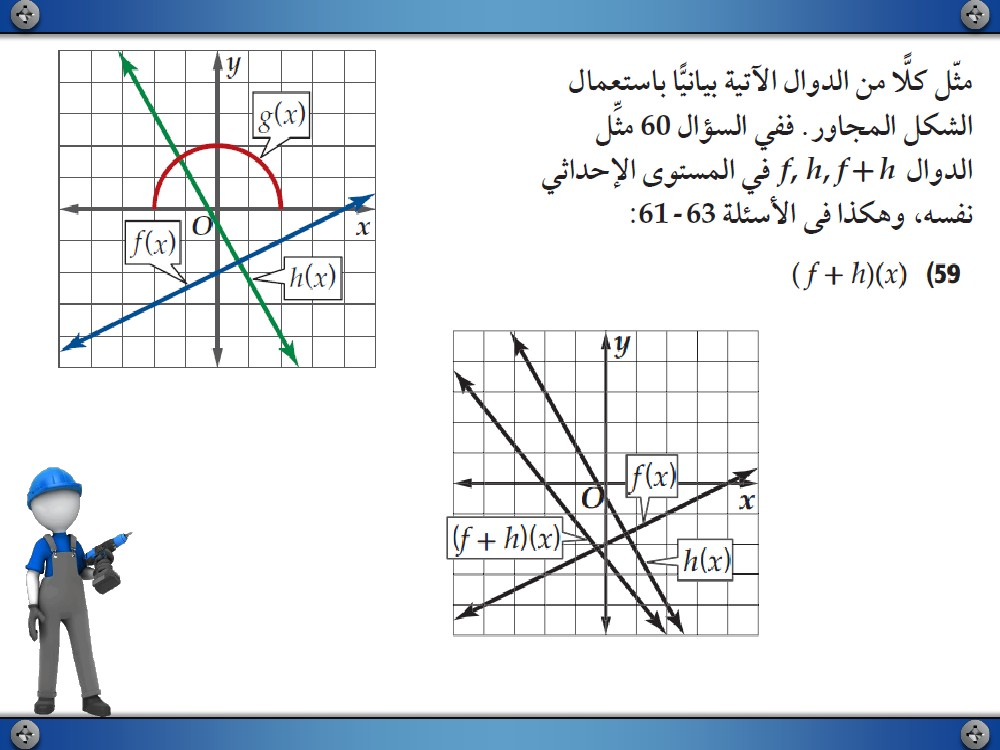 مثّل كلًّا من الدوال الآتية بيانيًّا باستعمال
الشكل المجاور. ففي السؤال 60 مثِّل
الدوال f, h, f + h في المستوى الإحداثي
نفسه، وهكذا فى الأسئلة 63-61:
59) (f + h)(x)
y
g(x)
O
x
f(x)
h(x)
y
f(x)
O
x
(f + h)(x)
h(x)